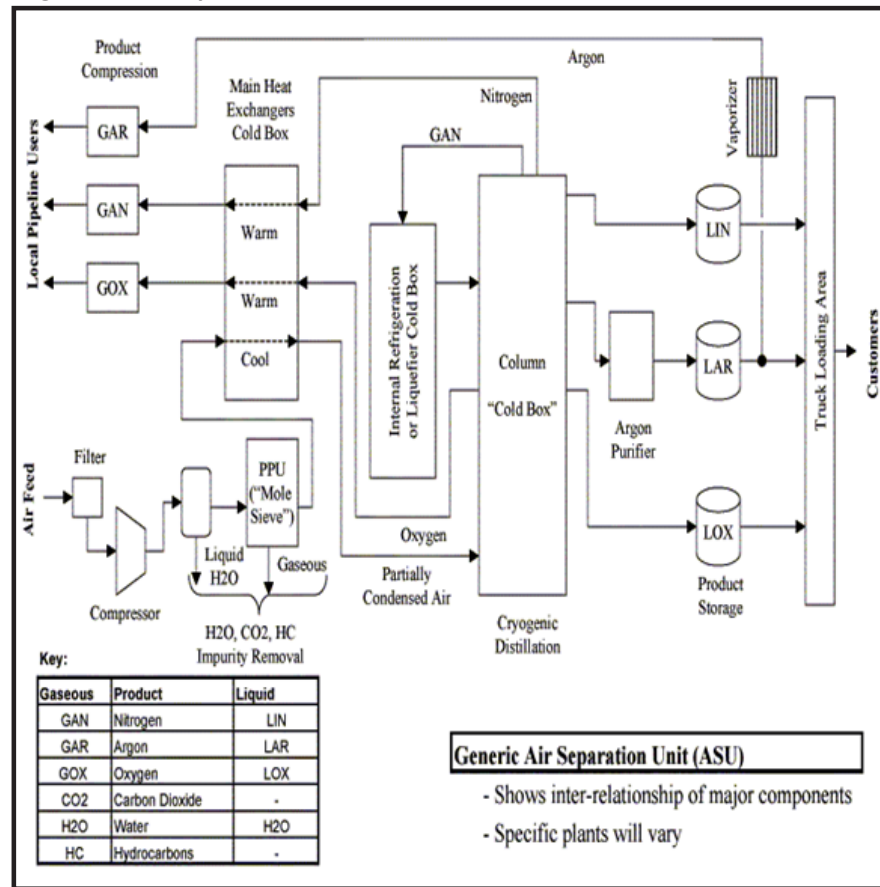 Product
Compression
Main Heat
Exchangers
Cold Box
Argon
Nitrogen
Vaporizer
GAN
Local Pipeline Users
GAR
GAN
GOX
Warm
Warm
Cool
Internal Refrigeration
or Liquefier Cold Box
Column
“Cold Box”
LIN
LAR
LOX
Argon
Purifier
Truck Loading Area
Customers
Air Feed
Filter
Compressor
PPU
(“Mole
Sieve”)
Liquid
H2O
Gaseous
H2O, CO2, HC
Impurity Removal
Oxygen
Partially
Condensed Air
Cryogenic
Distillation
Product
Storage
Key:
Gaseous Product Liquid
GAN Nitrogen LIN
GAR Argon LAR
GOX Oxygen LOX
CO2 Carbon Dioxide -
H2O Water H2O
HC Hydrocarbons -
Generic Air Separation Unit (ASU)
- Shows inter-relationship of major components
- Specific plants will vary